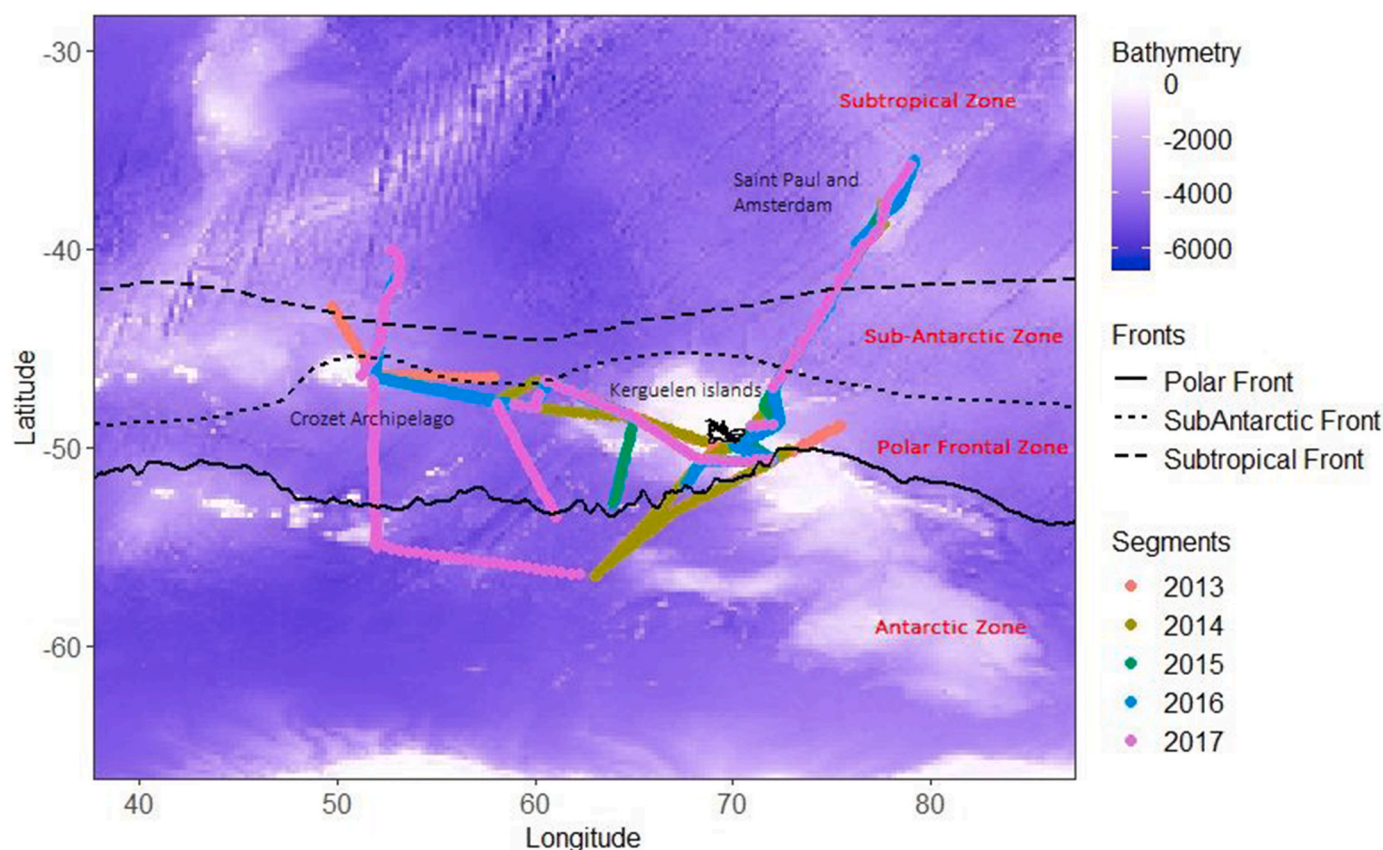 Bathymetry
0
-2000
-4000
-6000
Fronts
Polar Front
SubAntarctic Front
Subtropical Front
Segments
2013
2014
2015
2016
2017
Latitude
-30
-40
-50
-60
Subtropical Zone
Saint Paul and
Amsterdam
Sub-Antarctic Zone
Kerguelen islands
Crozet Archipelago
Polar Frontal Zone
Antarctic Zone
40
50
60
70
80
Longitude